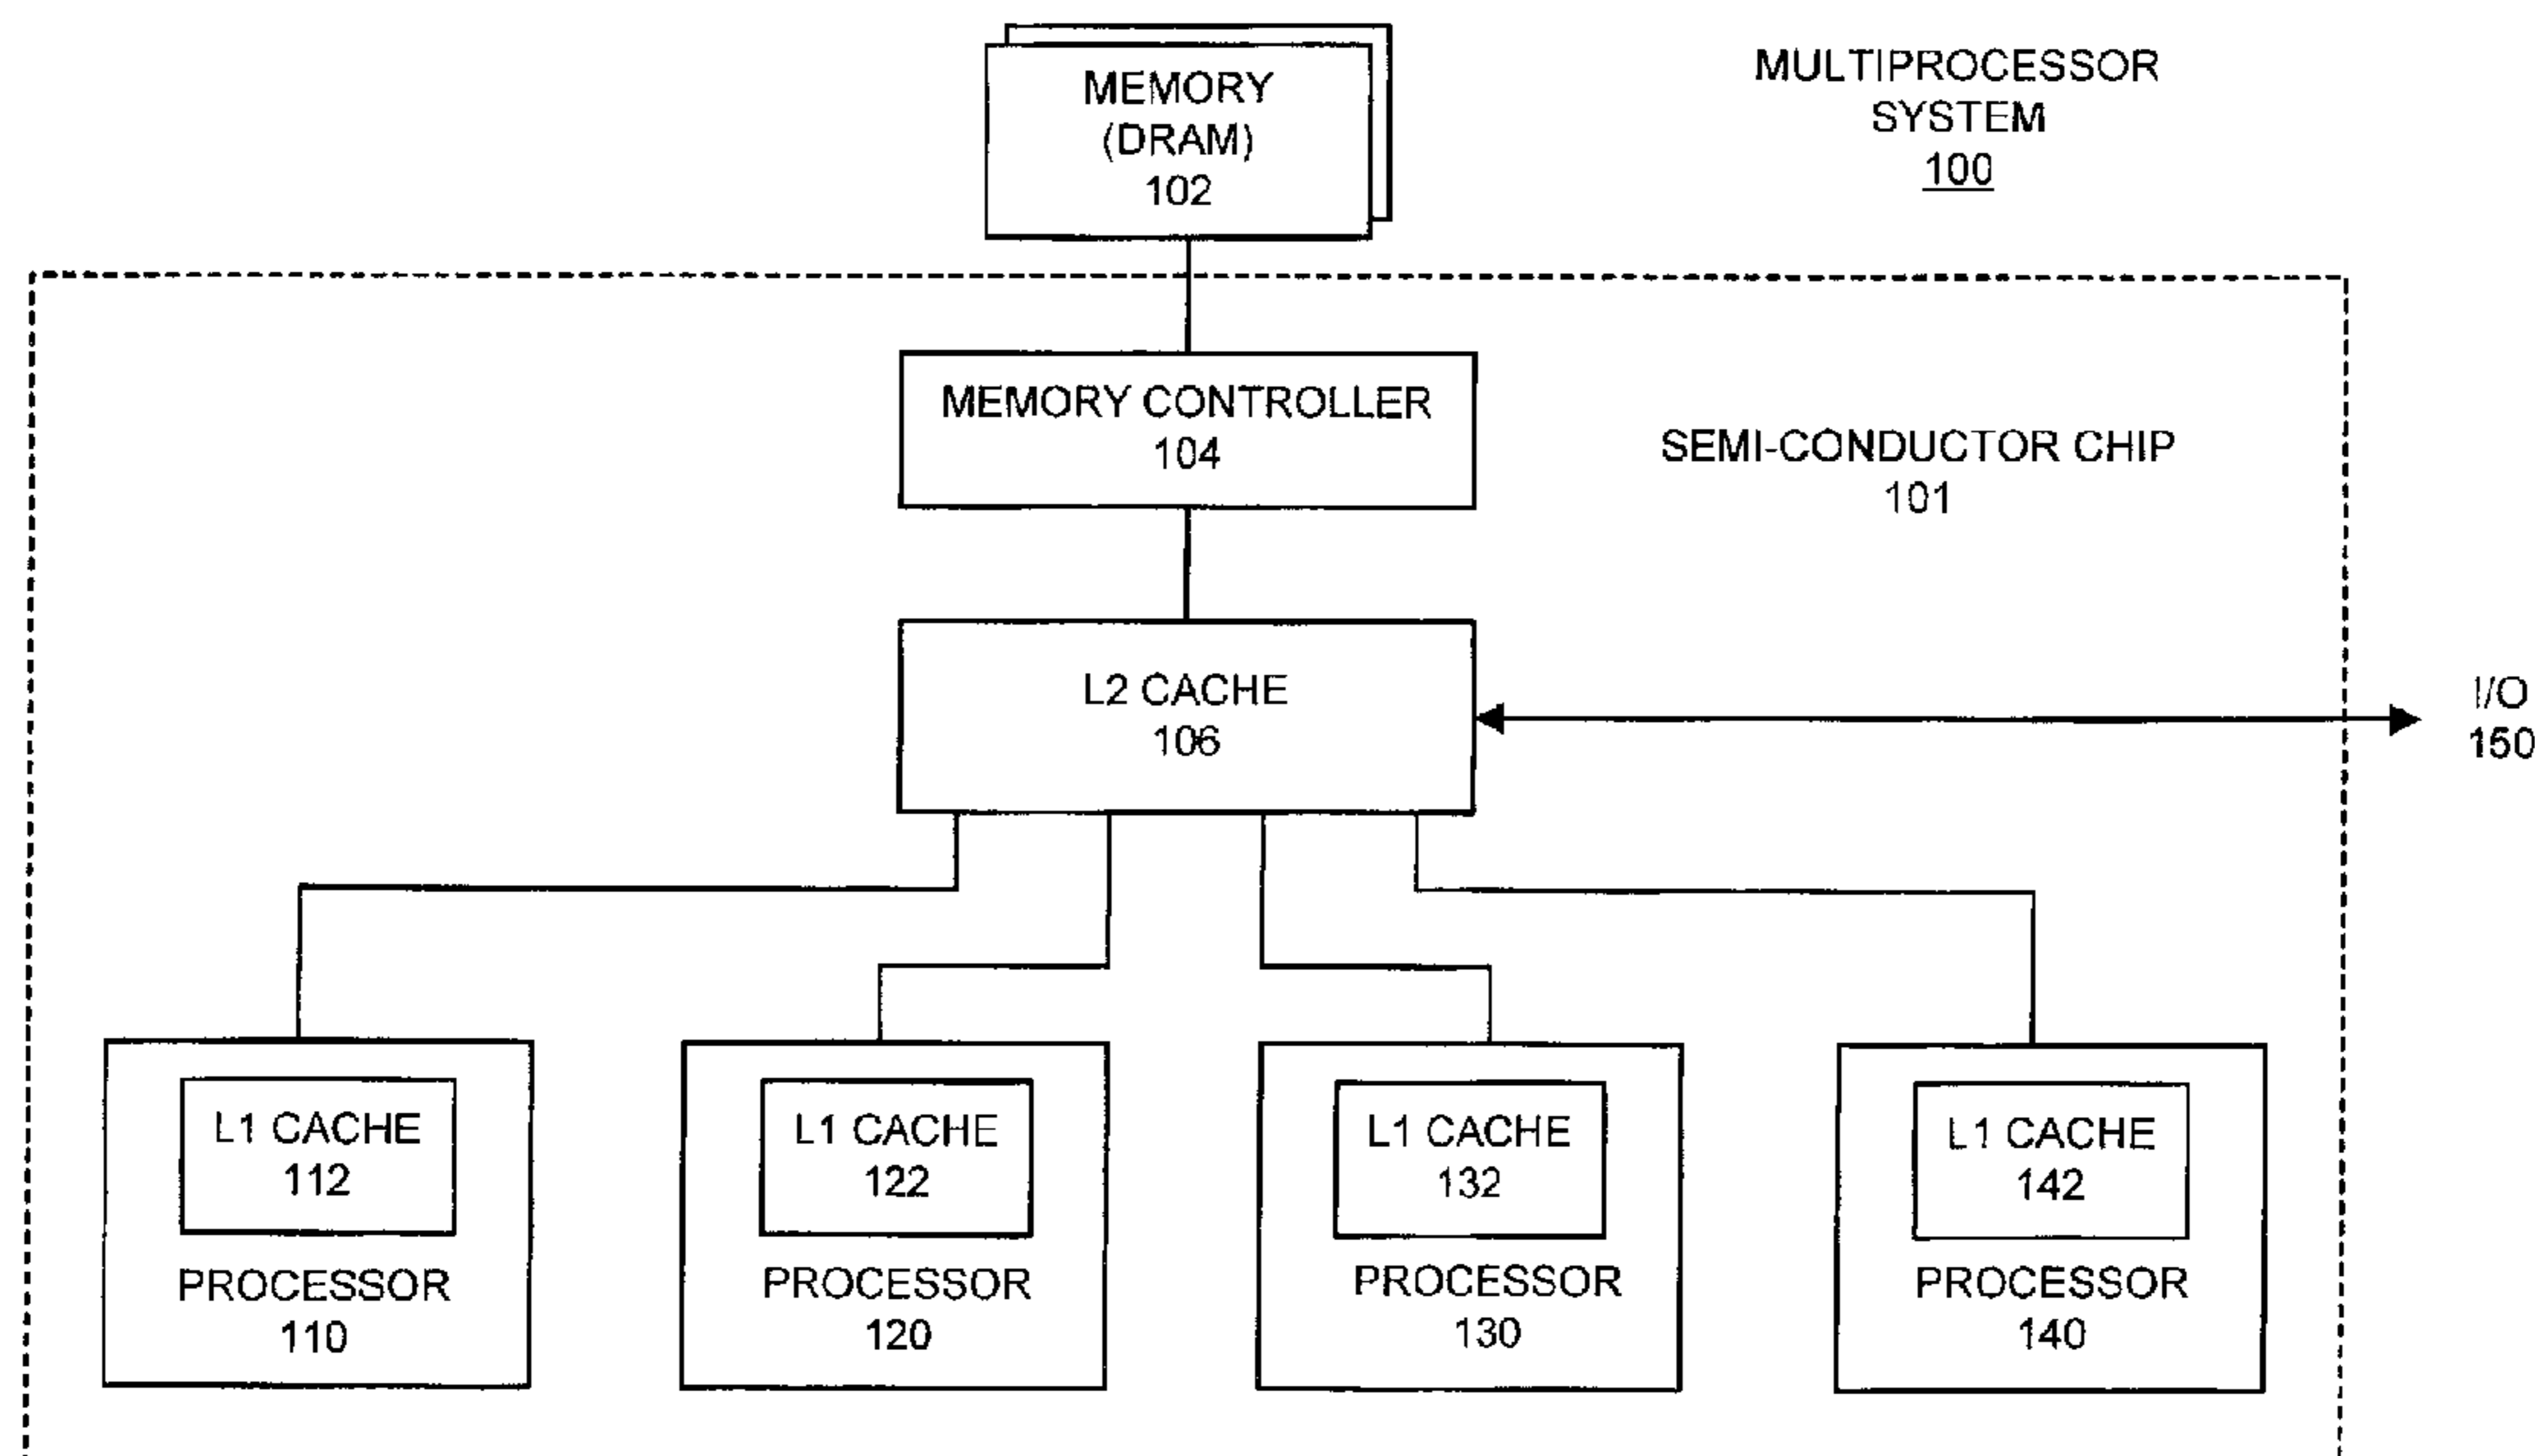 MEMORY
(DRAM)
102
MULTIPROCESSOR
SYSTEM
100
MEMORY CONTROLLER
104
SEMI-CONDUCTOR CHIP
101
L2 CACHE
106
I/O
150
L1 CACHE
112
PROCESSOR
110
L1 CACHE
122
PROCESSOR
120
L1 CACHE
132
PROCESSOR
130
L1 CACHE
142
PROCESSOR
140